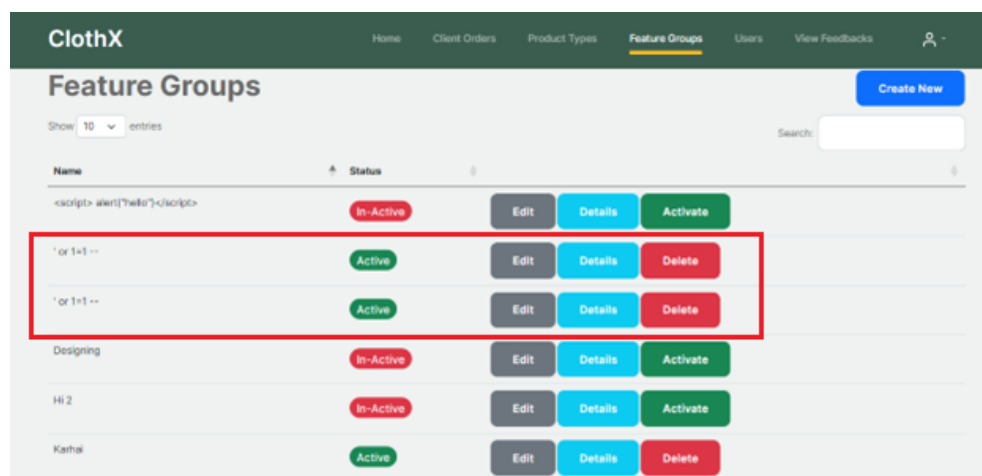 ClothX Home Client Orders Product Types Feature Groups Users View Feedbacks
Feature Groups Create New
Show 10 entries Search:
Name Status
<script> alert("hello")</script> In-Active Edit Details Activate
' or 1=1 -- Active Edit Details Delete
' or 1=1 -- Active Edit Details Delete
Designing In-Active Edit Details Activate
Hi 2 In-Active Edit Details Activate
Karhai Active Edit Details Delete